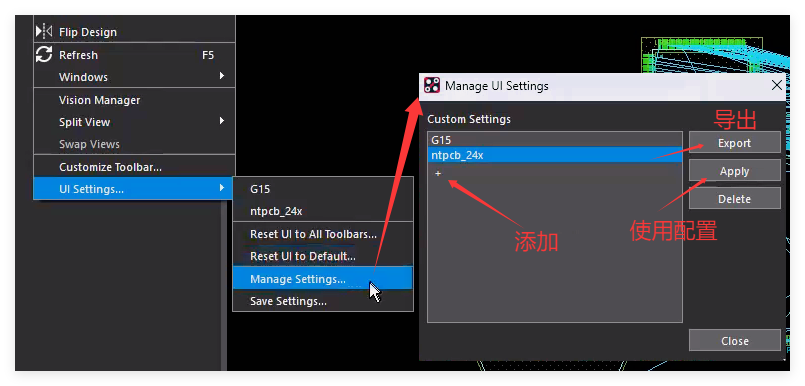 Flip Design
Refresh F5
Windows
Vision Manager
Split View
Swap Views
Customize Toolbar...
UI Settings...
G15
ntpcb_24x
Reset UI to All Toolbars...
Reset UI to Default...
Manage Settings...
Save Settings...
Manage UI Settings
Custom Settings
G15
ntpcb_24x
+
添加
导出
Export
Apply
Delete
使用配置
Close